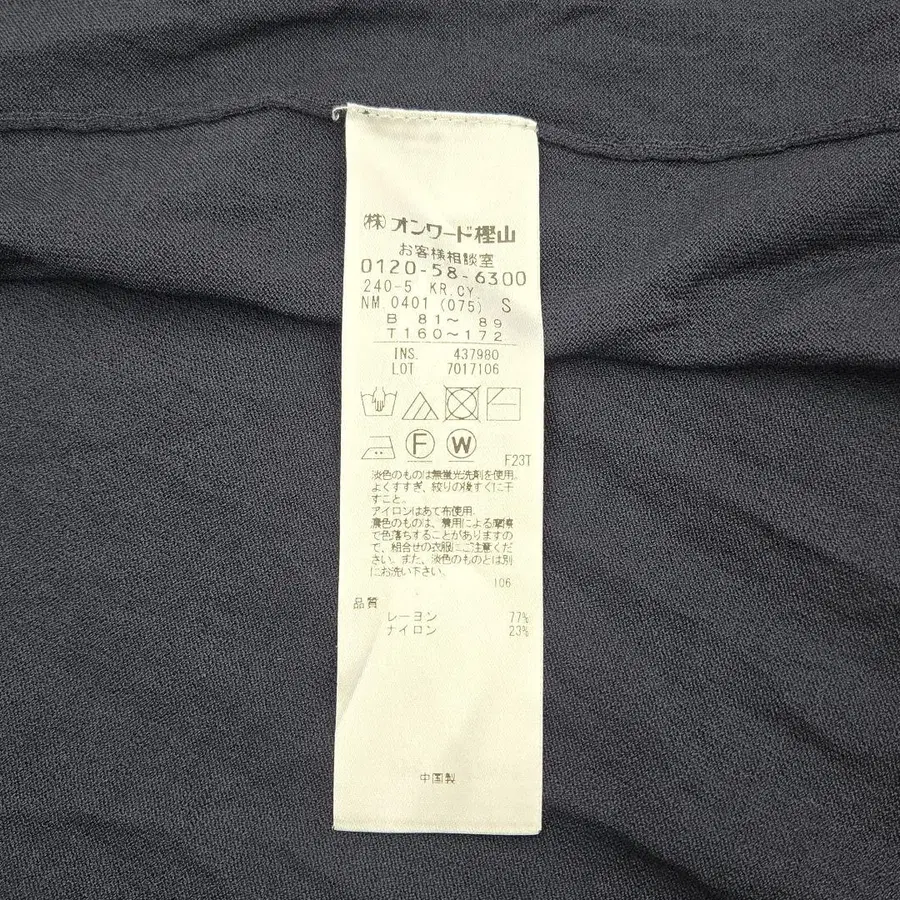 (株)オンワード樫山
お客様相談室
0120-58-6300
240-5 KR.CY.
NM 0401 (075) S
B 81〜 89
T160〜172
INS. 437980
LOT 7017106
F W
F23T
淡色のものは無蛍光洗剤を使用。
よくすすぎ、絞りの後すぐに干
すこと。
アイロンはあて布使用.
濃色のものは、着用による摩擦
で色落ちすることがありますの
で、組合せの衣服にご注意くだ
さい。また、淡色のものとは別
にお洗い下さい。
106
品質
レーヨン 77%
ナイロン 23%
中国製